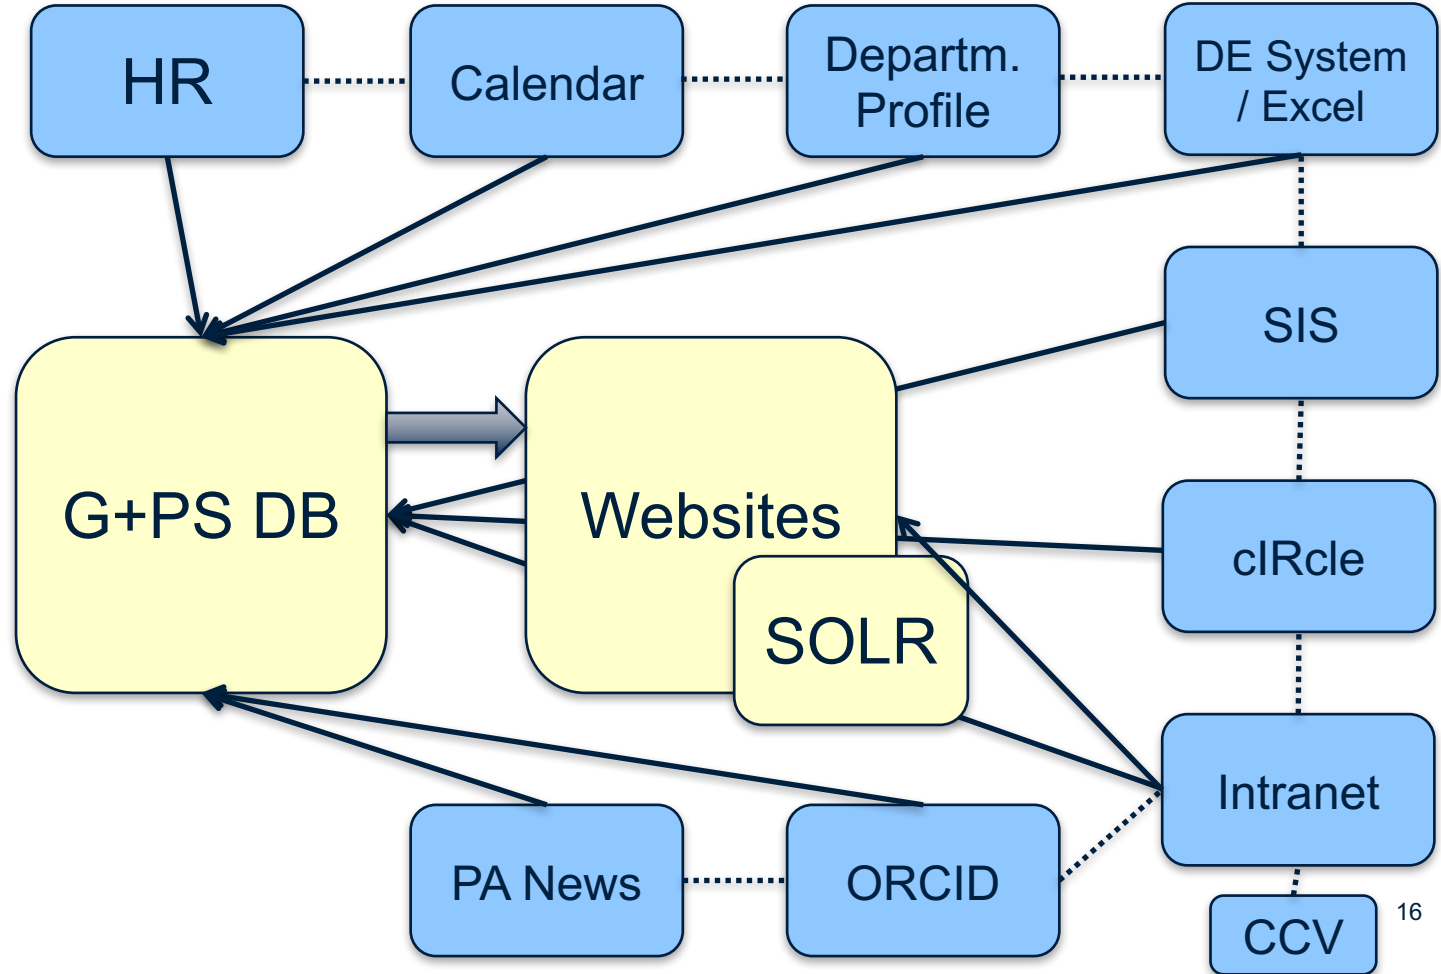 HR
Calendar
Departm.
Profile
DE System
/ Excel
SIS
G+PS DB
Websites
cIRcle
SOLR
Intranet
PA News
ORCID
CCV
16